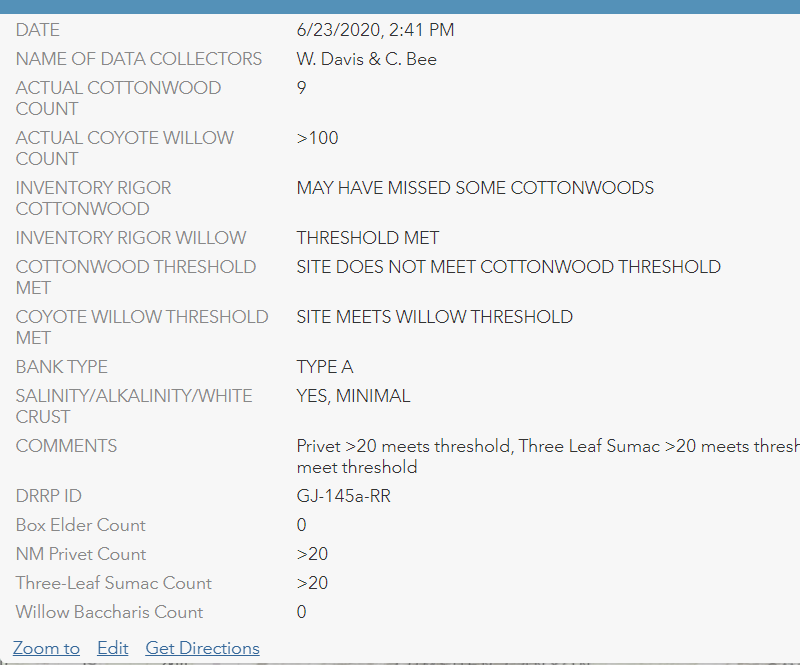 DATE 6/23/2020, 2:41 PM
NAME OF DATA COLLECTORS W. Davis & C. Bee
ACTUAL COTTONWOOD 9
COUNT
ACTUAL COYOTE WILLOW >100
COUNT
INVENTORY RIGOR MAY HAVE MISSED SOME COTTONWOODS
COTTONWOOD
INVENTORY RIGOR WILLOW THRESHOLD MET
COTTONWOOD THRESHOLD SITE DOES NOT MEET COTTONWOOD THRESHOLD
MET
COYOTE WILLOW THRESHOLD SITE MEETS WILLOW THRESHOLD
MET
BANK TYPE TYPE A
SALINITY/ALKALINITY/WHITE YES, MINIMAL
CRUST
COMMENTS Privet >20 meets threshold, Three Leaf Sumac >20 meets thresh
meet threshold
DRRP ID GJ-145a-RR
Box Elder Count 0
NM Privet Count >20
Three-Leaf Sumac Count >20
Willow Baccharis Count 0
Zoom to Edit Get Directions